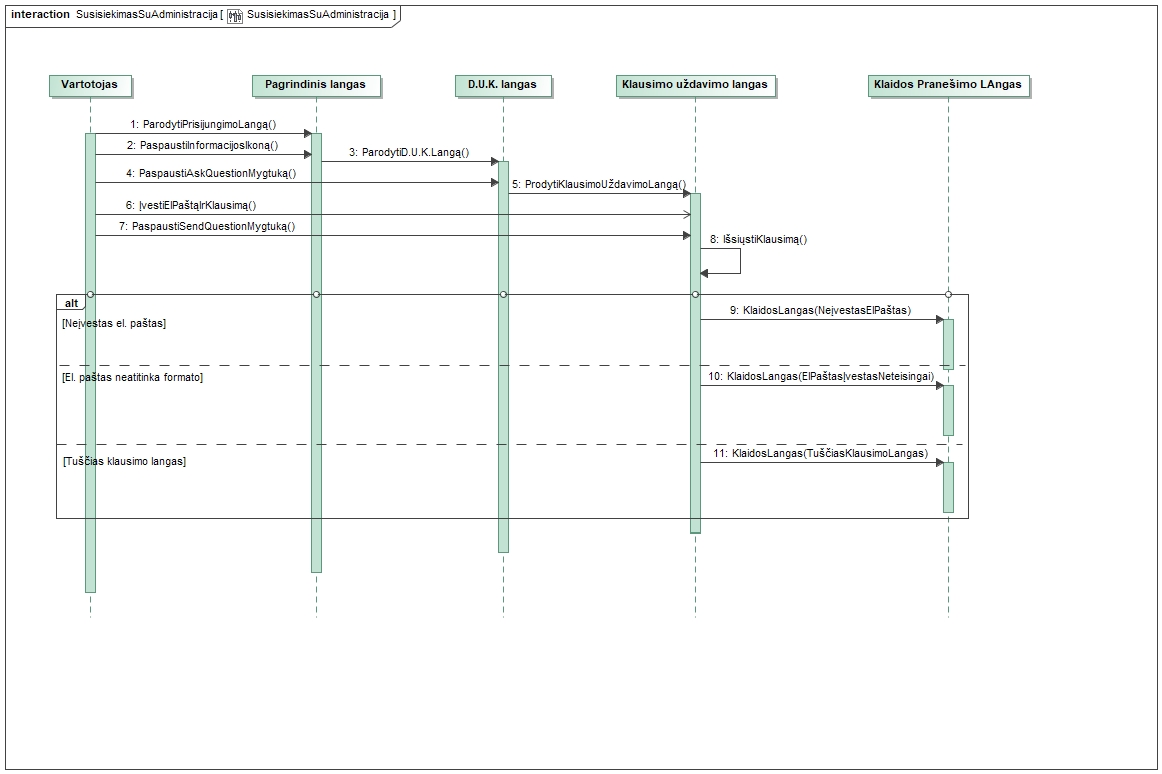 interaction SusisiekimasSuAdministracija [ SusisiekimasSuAdministracija ]
Vartotojas
Pagrindinis langas
D.U.K. langas
Klausimo uždavimo langas
Klaidos Pranešimo LAngas
1: ParodytiPrisijungimoLangą()
2: PaspaustiInformacijosIkoną()
3: ParodytiD.U.K.Langą()
4: PaspaustiAskQuestionMygtuką()
5: ProdytiKlausimoUždavimoLangą()
6: ĮvestiElPaštąIrKlausimą()
7: PaspaustiSendQuestionMygtuką()
8: IšsiųstiKlausimą()
alt
9: KlaidosLangas(NeįvestasElPaštas)
[Neįvestas el. paštas]
10: KlaidosLangas(ElPaštasĮvestasNeteisingai)
[El. paštas neatitinka formato]
11: KlaidosLangas(TuščiasKlausimoLangas)
[Tuščias klausimo langas]